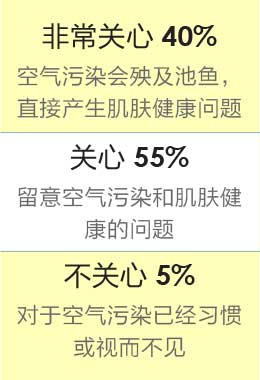 非常关心 40%
空气污染会殃及池鱼，
直接产生肌肤健康问题
关心 55%
留意空气污染和肌肤健
康的问题
不关心 5%
对于空气污染已经习惯
或视而不见